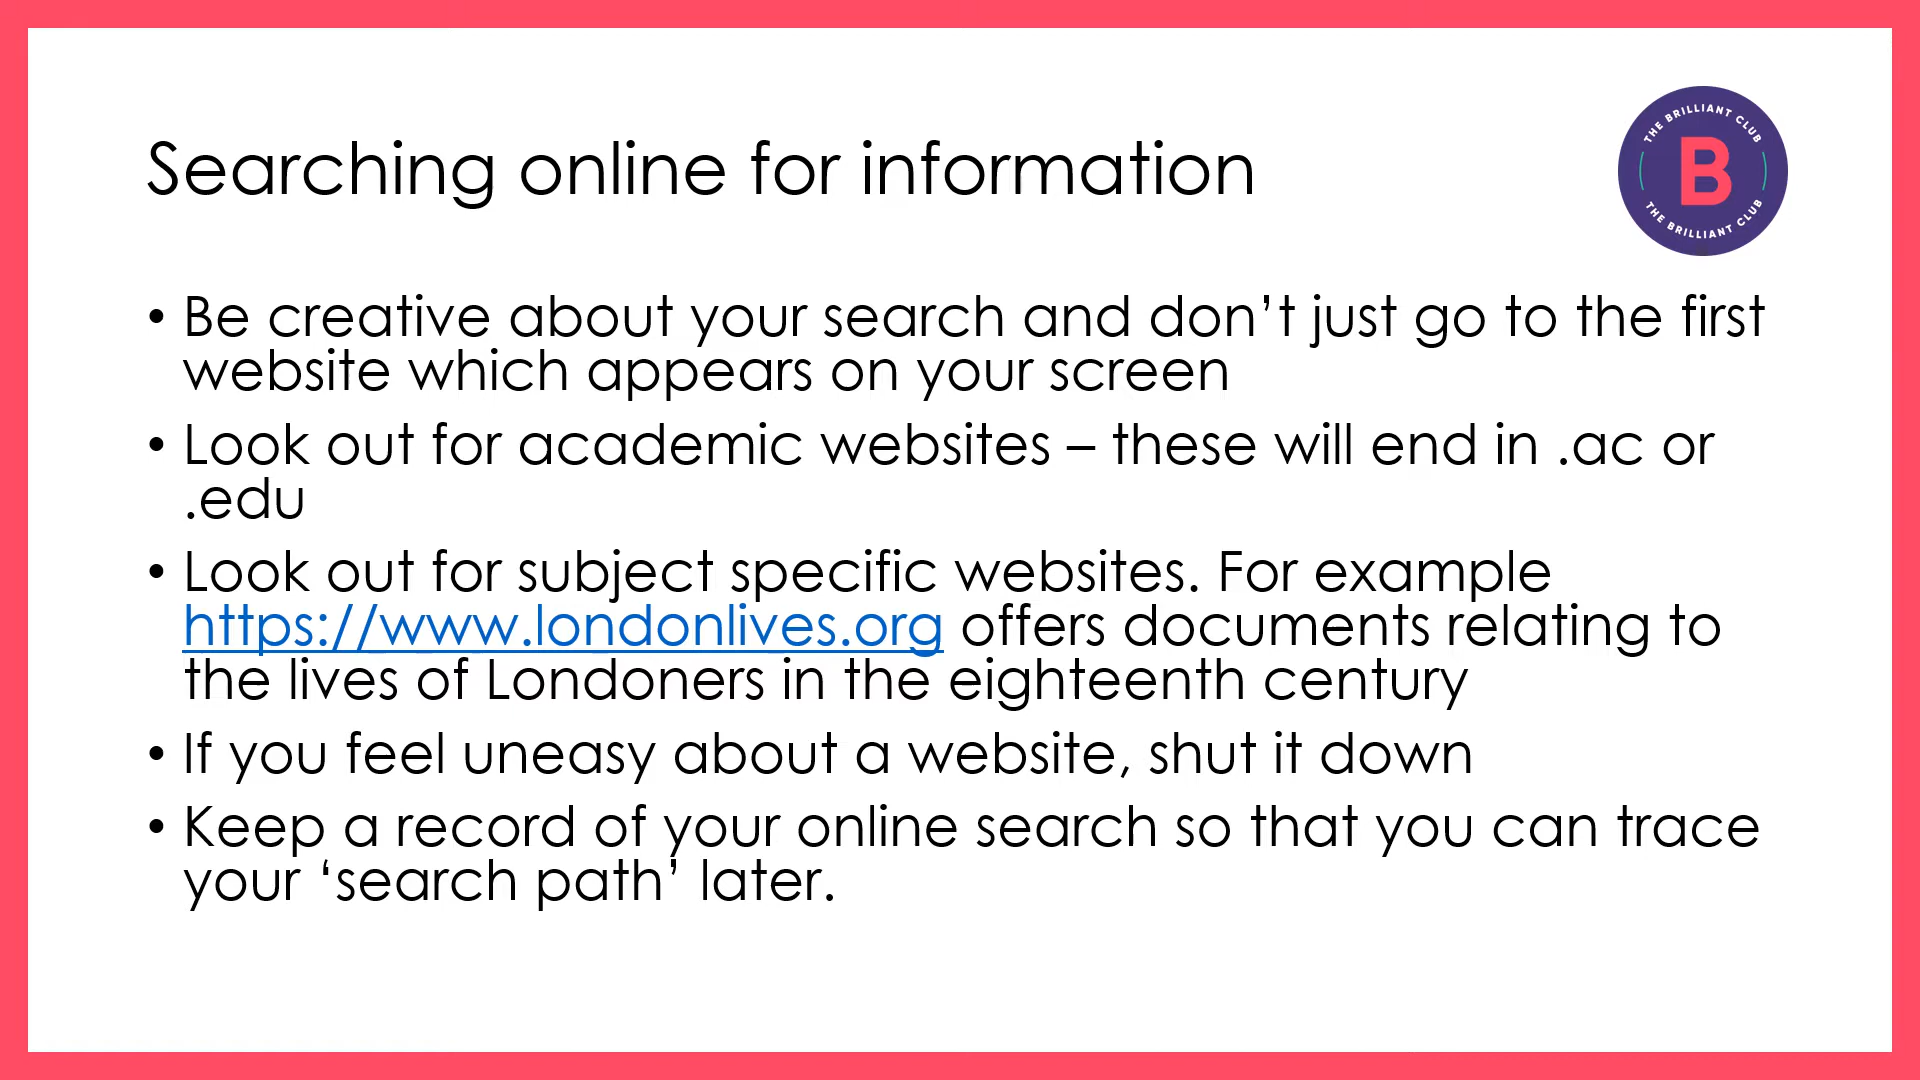 Searching online for information
THE BRILLIANT CLUB
B
THE BRILLIANT CLUB
• Be creative about your search and don’t just go to the first
website which appears on your screen
• Look out for academic websites – these will end in .ac or
.edu
• Look out for subject specific websites. For example
https://www.londonlives.org offers documents relating to
the lives of Londoners in the eighteenth century
• If you feel uneasy about a website, shut it down
• Keep a record of your online search so that you can trace
your ‘search path’ later.